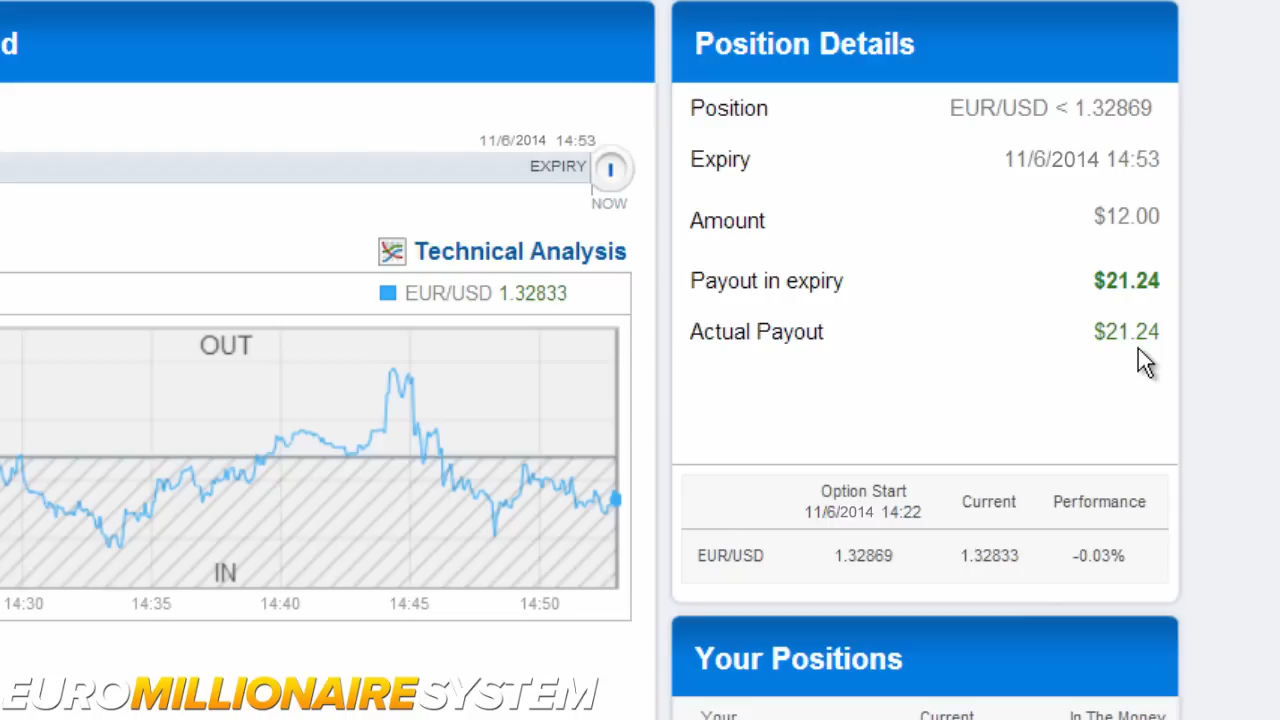 d
11/6/2014 14:53
EXPIRY
NOW
Technical Analysis
EUR/USD 1.32833
OUT
IN
14:30 14:35 14:40 14:45 14:50
EUROMILLIONAIRESYSTEM
Position Details
Position EUR/USD < 1.32869
Expiry 11/6/2014 14:53
Amount $12.00
Payout in expiry $21.24
Actual Payout $21.24
Option Start Current Performance
11/6/2014 14:22
EUR/USD 1.32869 1.32833 -0.03%
Your Positions
Your Current In The Money